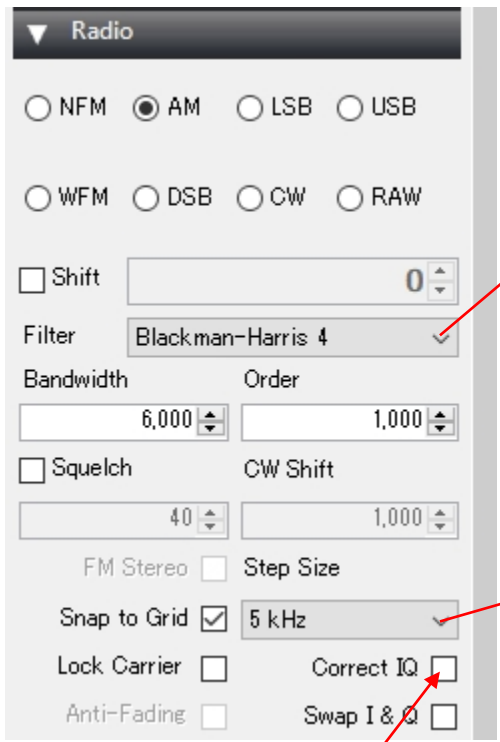 Radio
NFM AM LSB USB
WFM DSB CW RAW
Shift 0
Filter Blackman-Harris 4
Bandwidth Order
6,000 1,000
Squelch CW Shift
40 1,000
FM Stereo Step Size
Snap to Grid 5 kHz
Lock Carrier Correct IQ
Anti-Fading Swap I & Q